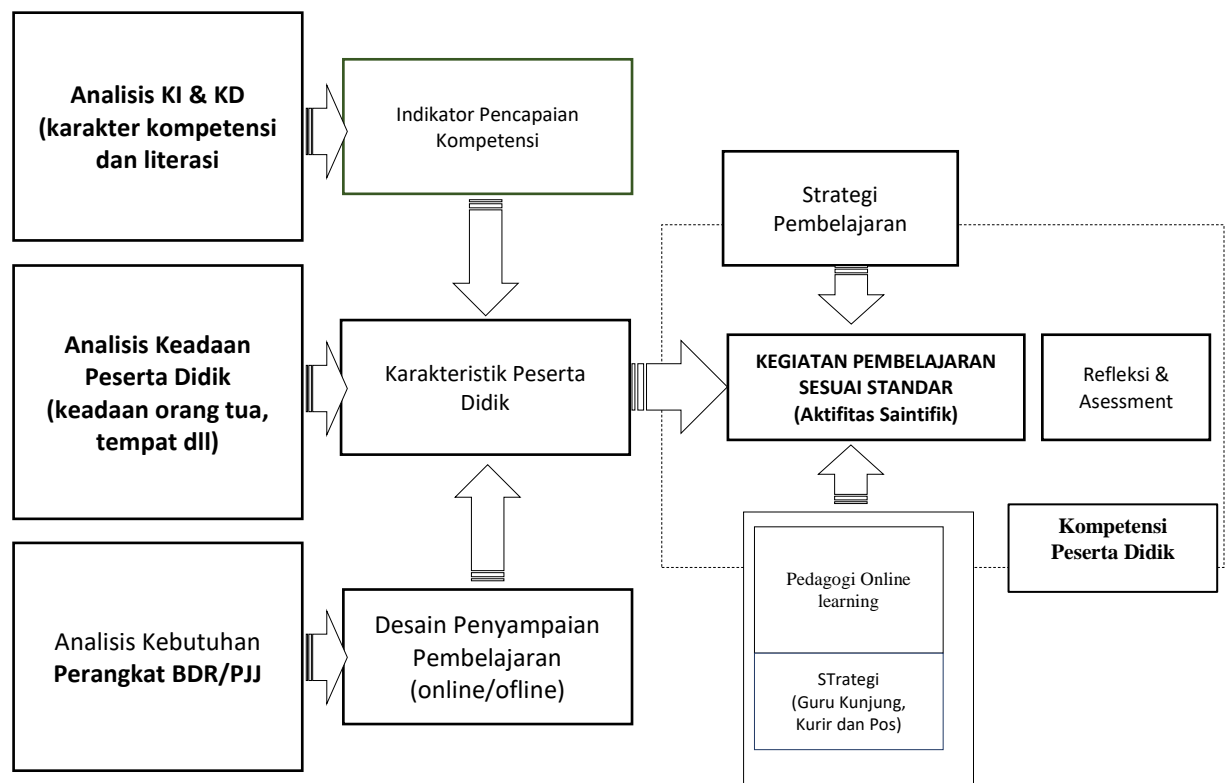 Analisis KI & KD
(karakter kompetensi
dan literasi
Indikator Pencapaian
Kompetensi
Strategi
Pembelajaran
Analisis Keadaan
Peserta Didik
(keadaan orang tua,
tempat dll)
Karakteristik Peserta
Didik
KEGIATAN PEMBELAJARAN
SESUAI STANDAR
(Aktifitas Saintifik)
Refleksi &
Asessment
Analisis Kebutuhan
Perangkat BDR/PJJ
Desain Penyampaian
Pembelajaran
(online/ofline)
Pedagogi Online
learning
STrategi
(Guru Kunjung,
Kurir dan Pos)
Kompetensi
Peserta Didik